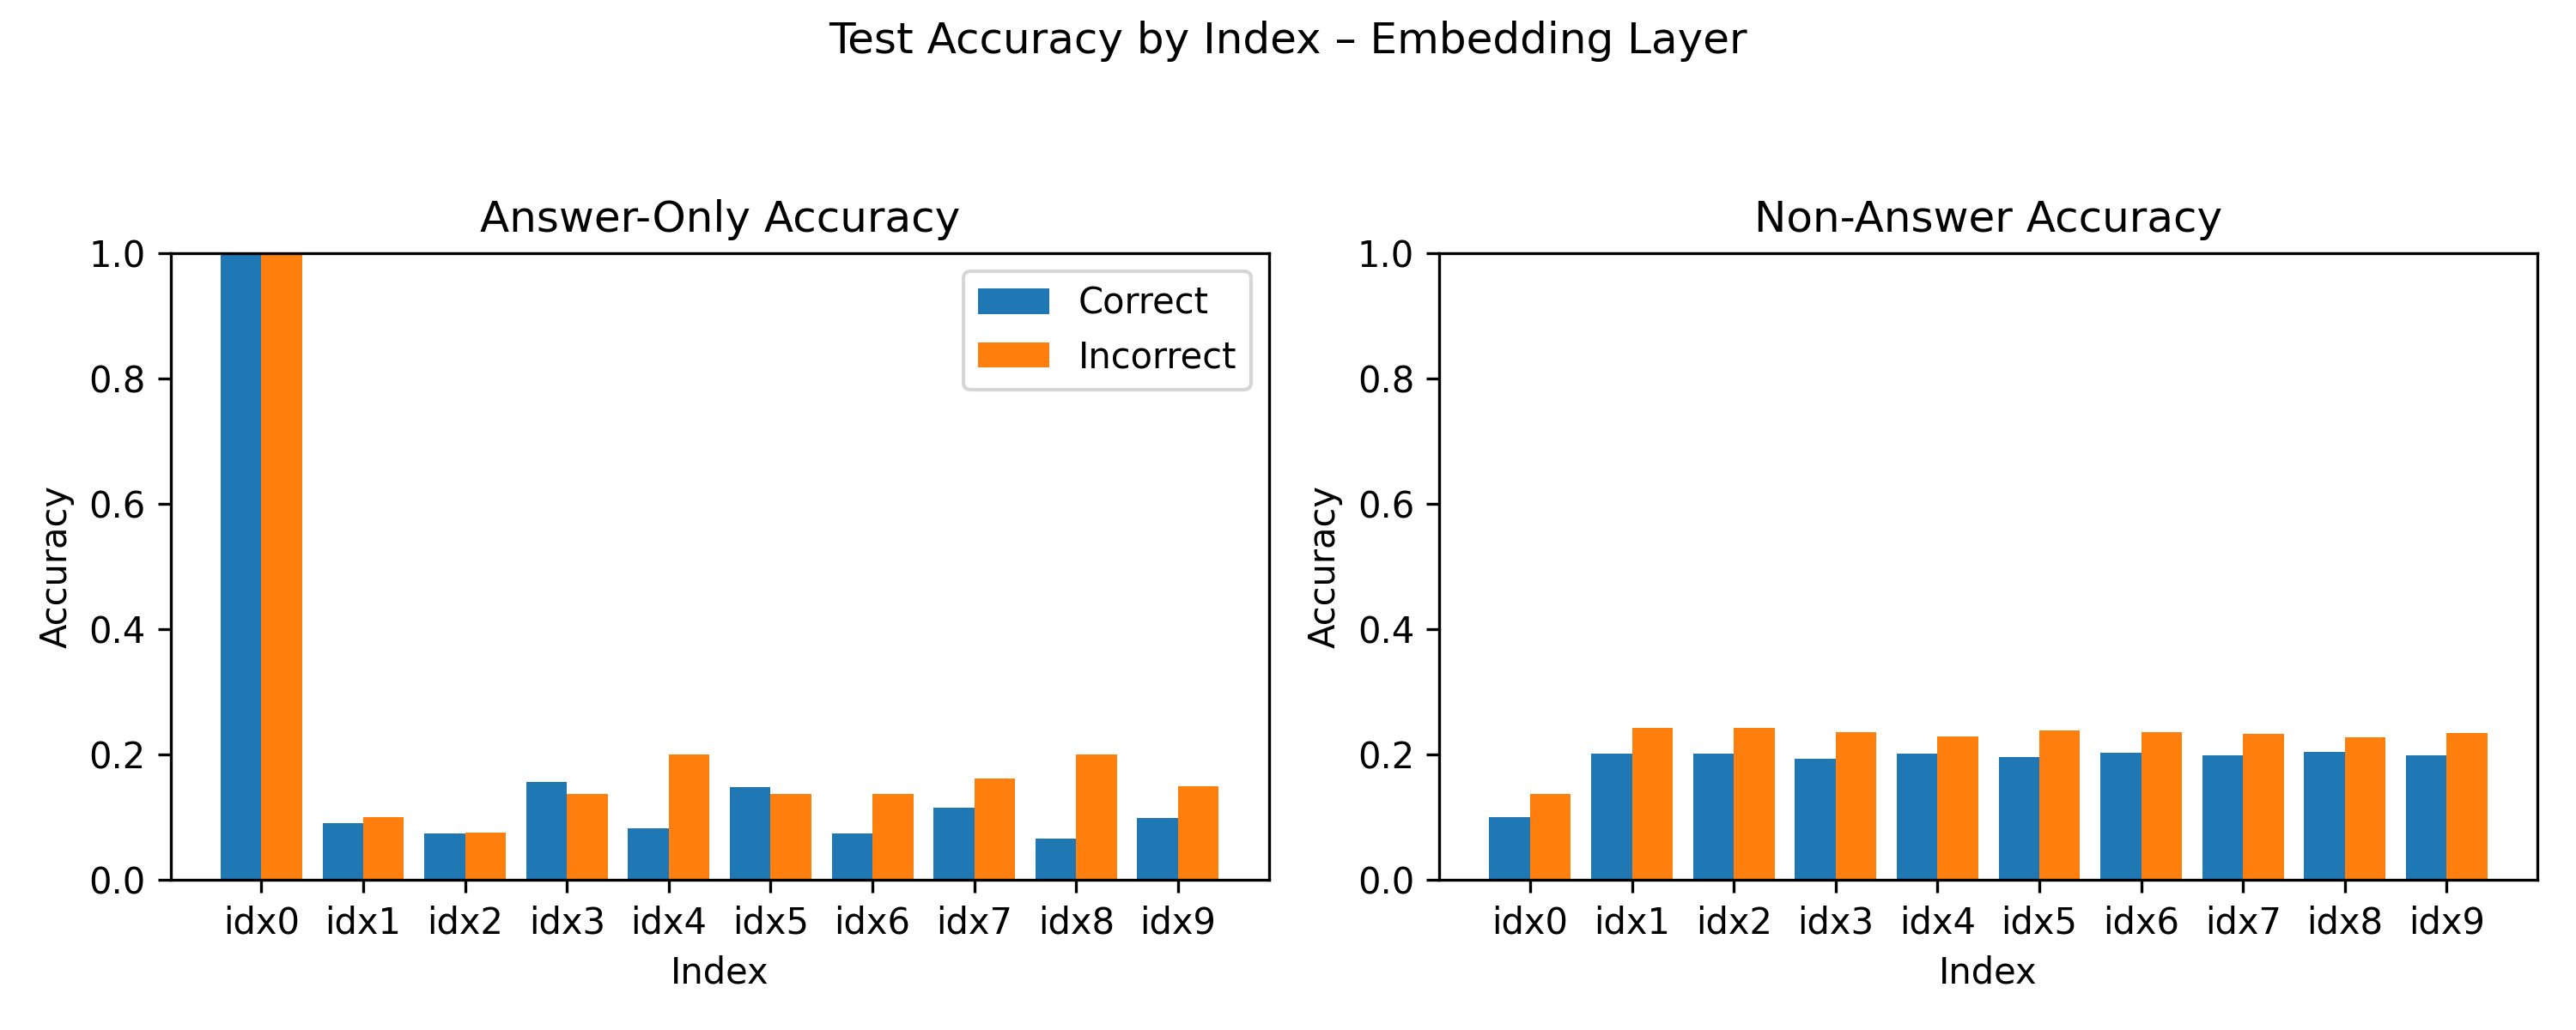 Test Accuracy by Index – Embedding Layer
Answer-Only Accuracy
1.0
0.8
0.6
0.4
0.2
0.0
Accuracy
Correct
Incorrect
idx0 idx1 idx2 idx3 idx4 idx5 idx6 idx7 idx8 idx9
Index
Non-Answer Accuracy
1.0
0.8
0.6
0.4
0.2
0.0
Accuracy
idx0 idx1 idx2 idx3 idx4 idx5 idx6 idx7 idx8 idx9
Index